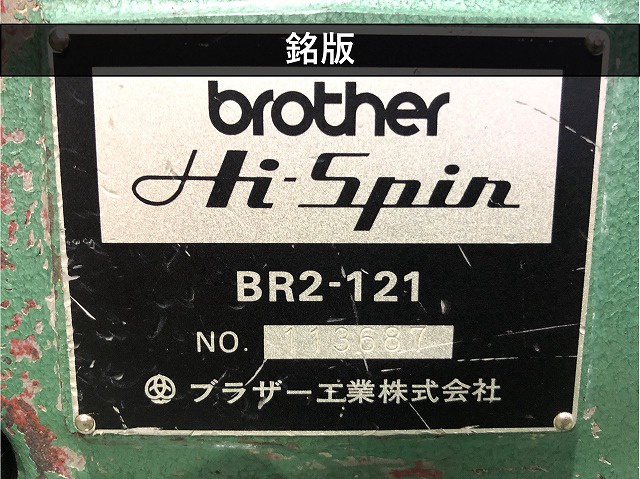 銘版
brother
Hi-Spin
BR2-121
NO. 113687
ブラザー工業株式会社